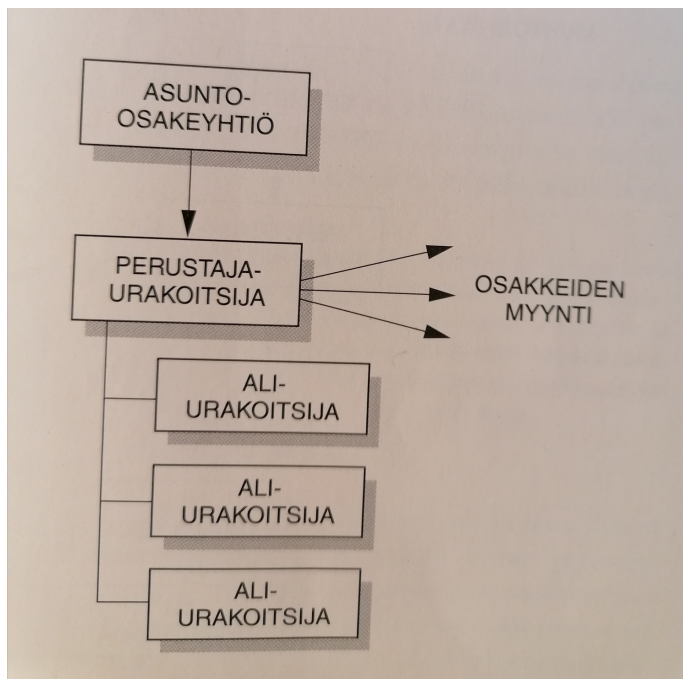 ASUNTO-
OSAKEYHTIÖ
PERUSTAJA-
URAKOITSIJA
OSAKKEIDEN
MYYNTI
ALI-
URAKOITSIJA
ALI-
URAKOITSIJA
ALI-
URAKOITSIJA